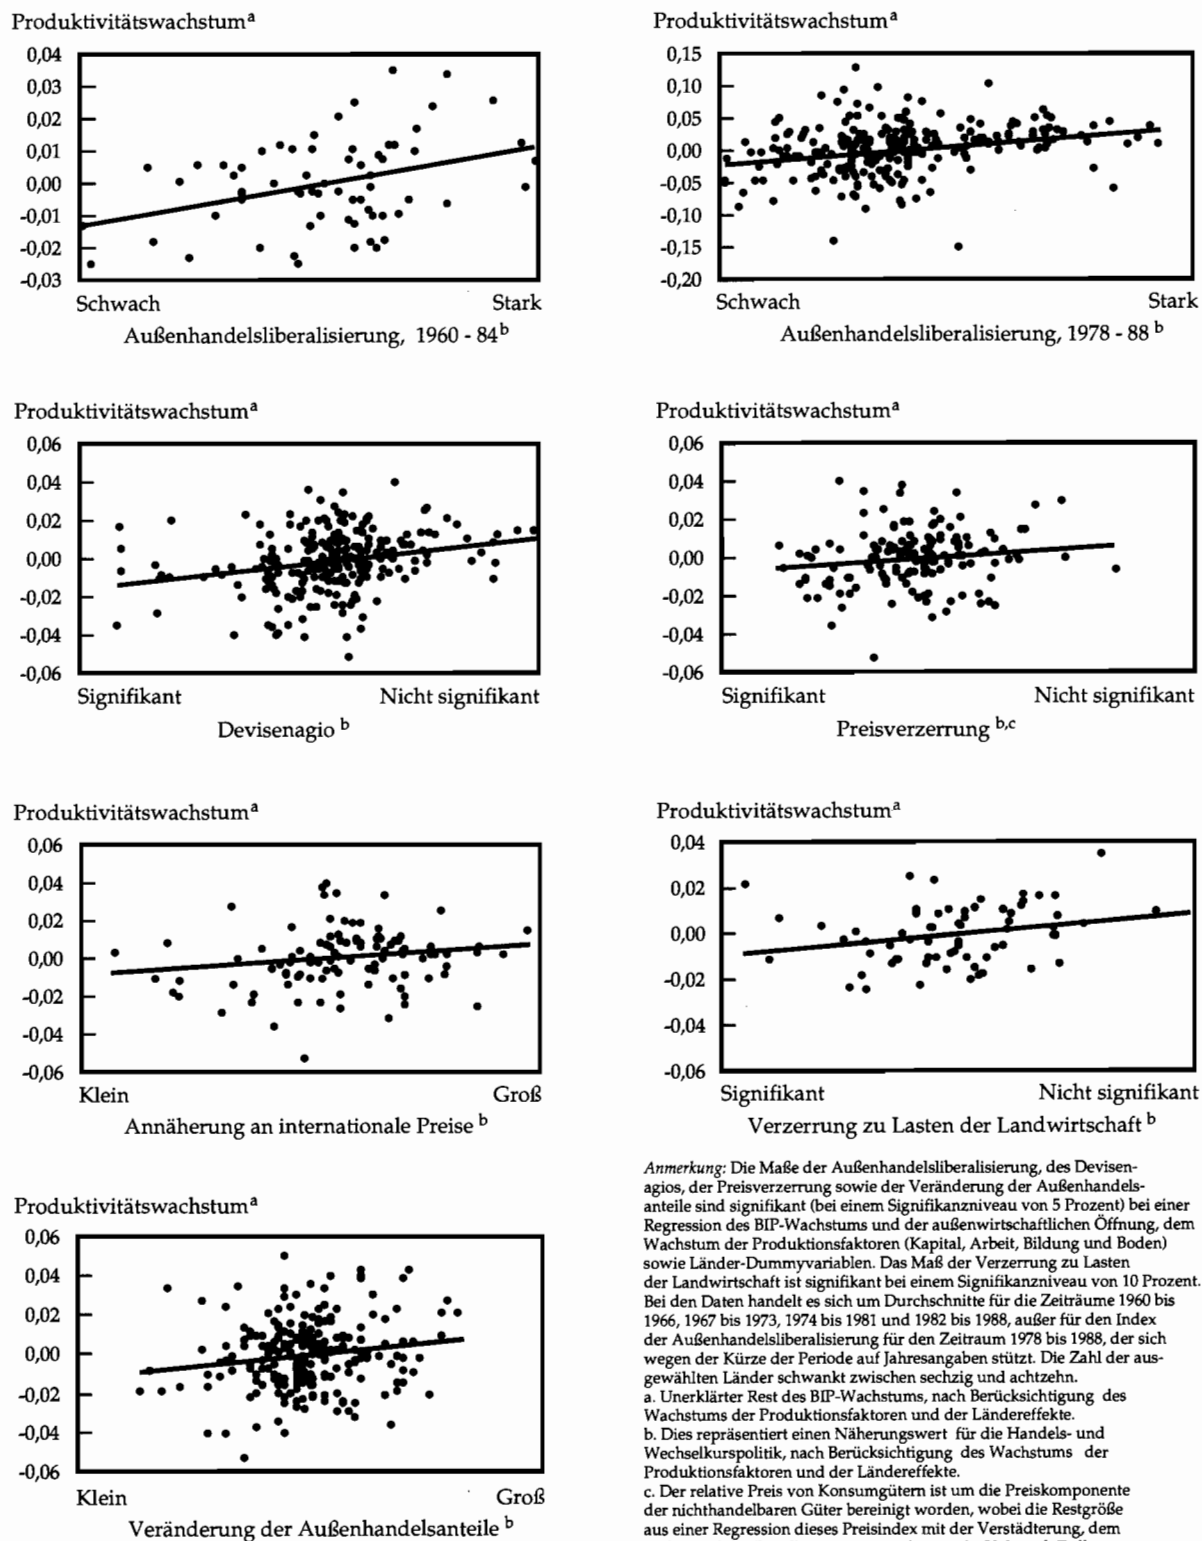 Produktivitätswachstumᵃ
0,04
0,03
0,02
0,01
0,00
-0,01
-0,02
-0,03
Schwach Stark
Außenhandelsliberalisierung, 1960 - 84ᵇ
Produktivitätswachstumᵃ
0,15
0,10
0,05
0,00
-0,05
-0,10
-0,15
-0,20
Schwach Stark
Außenhandelsliberalisierung, 1978 - 88 ᵇ
Produktivitätswachstumᵃ
0,06
0,04
0,02
0,00
-0,02
-0,04
-0,06
Signifikant Nicht signifikant
Devisenagio ᵇ
Produktivitätswachstumᵃ
0,06
0,04
0,02
0,00
-0,02
-0,04
-0,06
Signifikant Nicht signifikant
Preisverzerrung ᵇ,ᶜ
Produktivitätswachstumᵃ
0,06
0,04
0,02
0,00
-0,02
-0,04
-0,06
Klein Groß
Annäherung an internationale Preise ᵇ
Produktivitätswachstumᵃ
0,04
0,02
0,00
-0,02
-0,04
-0,06
Signifikant Nicht signifikant
Verzerrung zu Lasten der Landwirtschaft ᵇ
Produktivitätswachstumᵃ
0,06
0,04
0,02
0,00
-0,02
-0,04
-0,06
Klein Groß
Veränderung der Außenhandelsanteile ᵇ
Anmerkung: Die Maße der Außenhandelsliberalisierung, des Devisen-
agios, der Preisverzerrung sowie der Veränderung der Außenhandels-
anteile sind signifikant (bei einem Signifikanzniveau von 5 Prozent) bei einer
Regression des BIP-Wachstums und der außenwirtschaftlichen Öffnung, dem
Wachstum der Produktionsfaktoren (Kapital, Arbeit, Bildung und Boden)
sowie Länder-Dummyvariablen. Das Maß der Verzerrung zu Lasten
der Landwirtschaft ist signifikant bei einem Signifikanzniveau von 10 Prozent.
Bei den Daten handelt es sich um Durchschnitte für die Zeiträume 1960 bis
1966, 1967 bis 1973, 1974 bis 1981 und 1982 bis 1988, außer für den Index
der Außenhandelsliberalisierung für den Zeitraum 1978 bis 1988, der sich
wegen der Kürze der Periode auf Jahresangaben stützt. Die Zahl der aus-
gewählten Länder schwankt zwischen sechzig und achtzehn.
a. Unerklärter Rest des BIP-Wachstums, nach Berücksichtigung des
Wachstums der Produktionsfaktoren und der Ländereffekte.
b. Dies repräsentiert einen Näherungswert für die Handels- und
Wechselkurspolitik, nach Berücksichtigung des Wachstums der
Produktionsfaktoren und der Ländereffekte.
c. Der relative Preis von Konsumgütern ist um die Preiskomponente
der nichthandelbaren Güter bereinigt worden, wobei die Restgröße
aus einer Regression dieses Preisindex mit der Verstädterung, dem